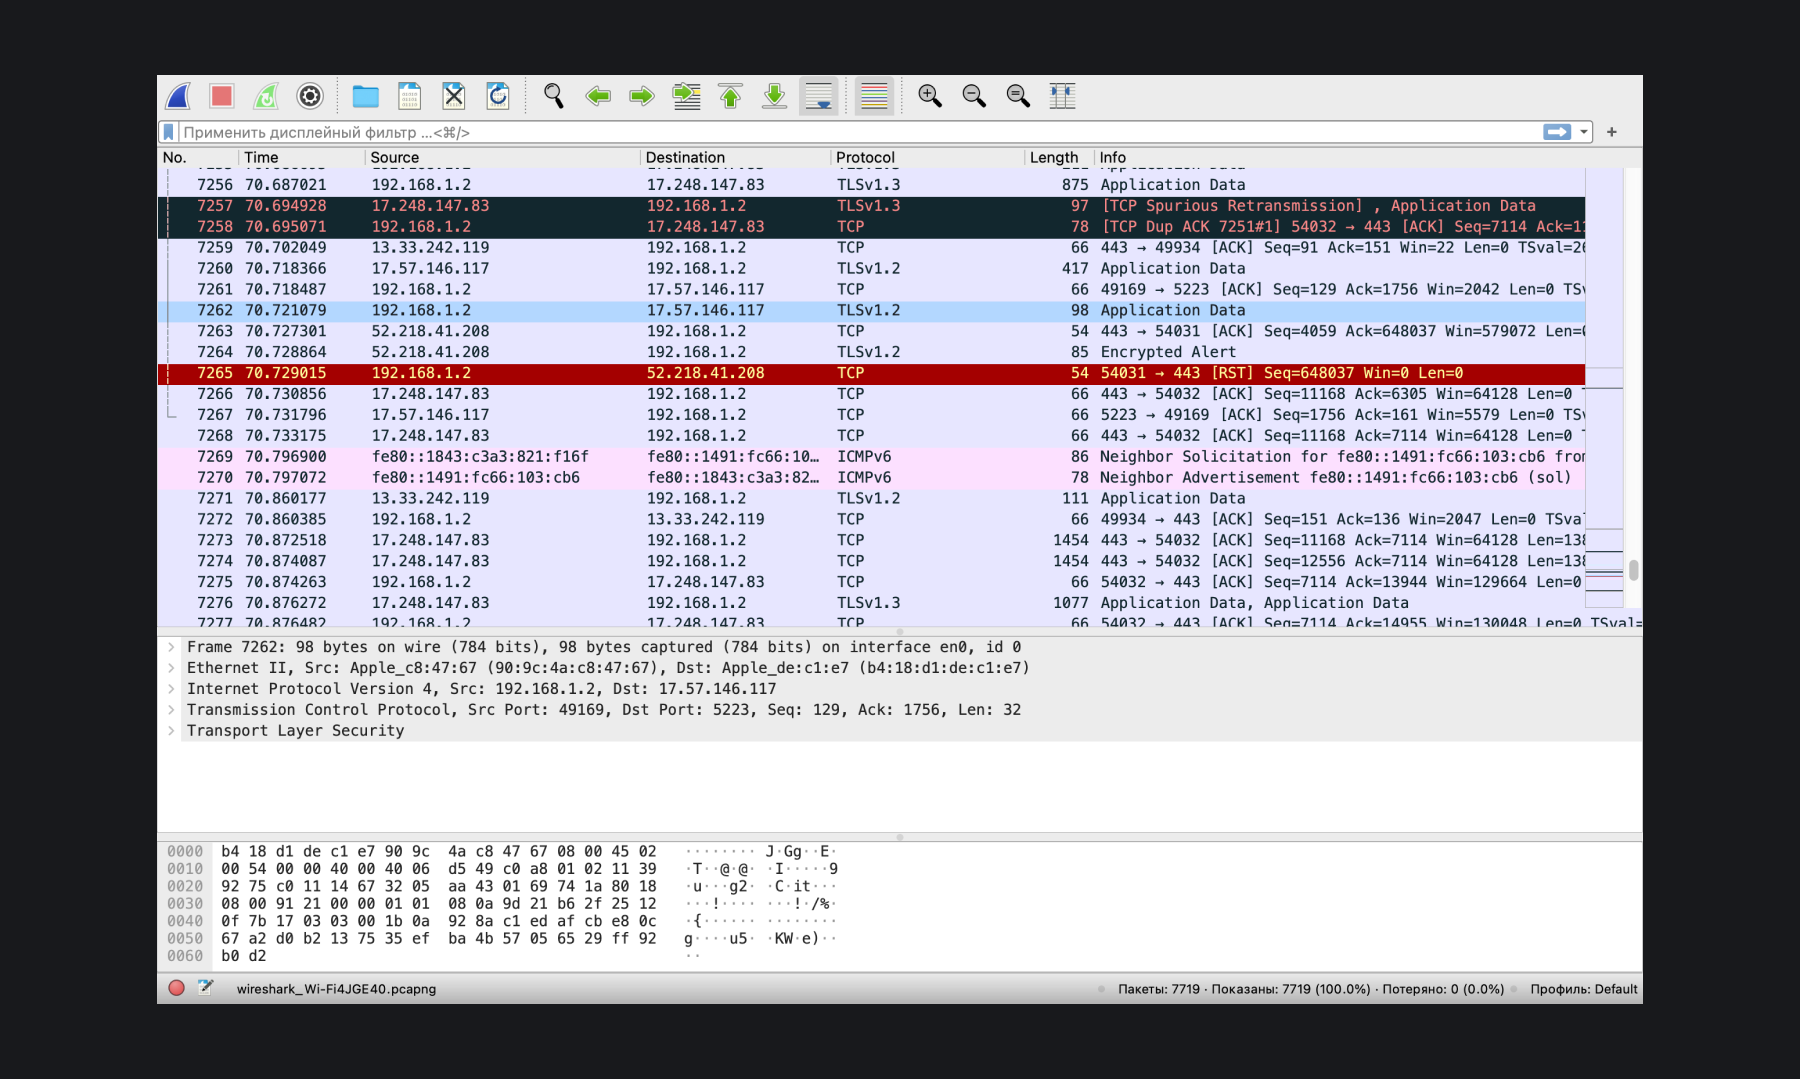 Применить дисплейный фильтр ...<⌘/>
+
No. Time Source Destination Protocol Length Info
7256 70.687021 192.168.1.2 17.248.147.83 TLSv1.3 875 Application Data
7257 70.694928 17.248.147.83 192.168.1.2 TLSv1.3 97 [TCP Spurious Retransmission] , Application Data
7258 70.695071 192.168.1.2 17.248.147.83 TCP 78 [TCP Dup ACK 7251#1] 54032 → 443 [ACK] Seq=7114 Ack=11
7259 70.702049 13.33.242.119 192.168.1.2 TCP 66 443 → 49934 [ACK] Seq=91 Ack=151 Win=22 Len=0 TSval=26
7260 70.718366 17.57.146.117 192.168.1.2 TLSv1.2 417 Application Data
7261 70.718487 192.168.1.2 17.57.146.117 TCP 66 49169 → 5223 [ACK] Seq=129 Ack=1756 Win=2042 Len=0 TSv
7262 70.721079 192.168.1.2 17.57.146.117 TLSv1.2 98 Application Data
7263 70.727301 52.218.41.208 192.168.1.2 TCP 54 443 → 54031 [ACK] Seq=4059 Ack=648037 Win=579072 Len=0
7264 70.728864 52.218.41.208 192.168.1.2 TLSv1.2 85 Encrypted Alert
7265 70.729015 192.168.1.2 52.218.41.208 TCP 54 54031 → 443 [RST] Seq=648037 Win=0 Len=0
7266 70.730856 17.248.147.83 192.168.1.2 TCP 66 443 → 54032 [ACK] Seq=11168 Ack=6305 Win=64128 Len=0
7267 70.731796 17.57.146.117 192.168.1.2 TCP 66 5223 → 49169 [ACK] Seq=1756 Ack=161 Win=5579 Len=0 TSv
7268 70.733175 17.248.147.83 192.168.1.2 TCP 66 443 → 54032 [ACK] Seq=11168 Ack=7114 Win=64128 Len=0
7269 70.796900 fe80::1843:c3a3:821:f16f fe80::1491:fc66:10… ICMPv6 86 Neighbor Solicitation for fe80::1491:fc66:103:cb6 from
7270 70.797072 fe80::1491:fc66:103:cb6 fe80::1843:c3a3:82… ICMPv6 78 Neighbor Advertisement fe80::1491:fc66:103:cb6 (sol)
7271 70.860177 13.33.242.119 192.168.1.2 TLSv1.2 111 Application Data
7272 70.860385 192.168.1.2 13.33.242.119 TCP 66 49934 → 443 [ACK] Seq=151 Ack=136 Win=2047 Len=0 TSva
7273 70.872518 17.248.147.83 192.168.1.2 TCP 1454 443 → 54032 [ACK] Seq=11168 Ack=7114 Win=64128 Len=138
7274 70.874087 17.248.147.83 192.168.1.2 TCP 1454 443 → 54032 [ACK] Seq=12556 Ack=7114 Win=64128 Len=138
7275 70.874263 192.168.1.2 17.248.147.83 TCP 66 54032 → 443 [ACK] Seq=7114 Ack=13944 Win=129664 Len=0
7276 70.876272 17.248.147.83 192.168.1.2 TLSv1.3 1077 Application Data, Application Data
7277 70.876482 192.168.1.2 17.248.147.83 TCP 66 54032 → 443 [ACK] Seq=7114 Ack=14955 Win=130048 Len=0 TSval=
Frame 7262: 98 bytes on wire (784 bits), 98 bytes captured (784 bits) on interface en0, id 0
Ethernet II, Src: Apple_c8:47:67 (90:9c:4a:c8:47:67), Dst: Apple_de:c1:e7 (b4:18:d1:de:c1:e7)
Internet Protocol Version 4, Src: 192.168.1.2, Dst: 17.57.146.117
Transmission Control Protocol, Src Port: 49169, Dst Port: 5223, Seq: 129, Ack: 1756, Len: 32
Transport Layer Security
0000 b4 18 d1 de c1 e7 90 9c 4a c8 47 67 08 00 45 02 ········ J·Gg··E·
0010 00 54 00 00 40 00 40 06 d5 49 c0 a8 01 02 11 39 ·T··@·@· ·I·····9
0020 92 75 c0 11 14 67 32 05 aa 43 01 69 74 1a 80 18 ·u···g2· ·C·it···
0030 08 00 91 21 00 00 01 01 08 0a 9d 21 b6 2f 25 12 ···!···· ···!·/%·
0040 0f 7b 17 03 03 00 1b 0a 92 8a c1 ed af cb e8 0c ·{······ ········
0050 67 a2 d0 b2 13 75 35 ef ba 4b 57 05 65 29 ff 92 g····u5· ·KW·e)··
0060 b0 d2 ··
wireshark_Wi-Fi4JGE40.pcapng Пакеты: 7719 · Показаны: 7719 (100.0%) · Потеряно: 0 (0.0%) Профиль: Default